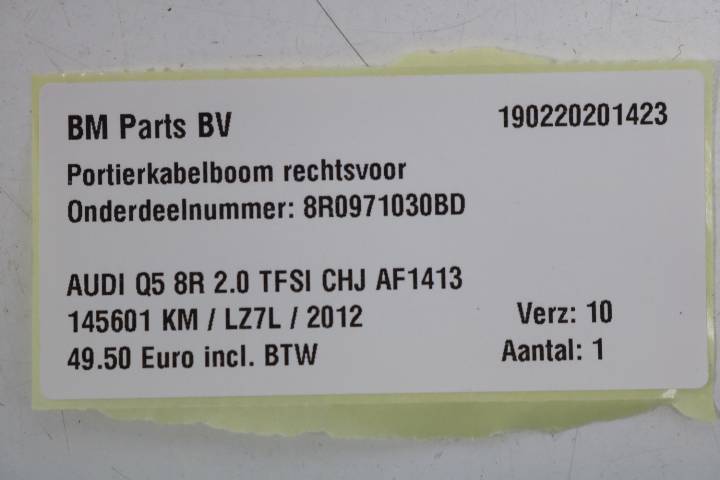 BM Parts BV 190220201423
Portierkabelboom rechtsvoor
Onderdeelnummer: 8R0971030BD
AUDI Q5 8R 2.0 TFSI CHJ AF1413
145601 KM / LZ7L / 2012 Verz: 10
49.50 Euro incl. BTW Aantal: 1